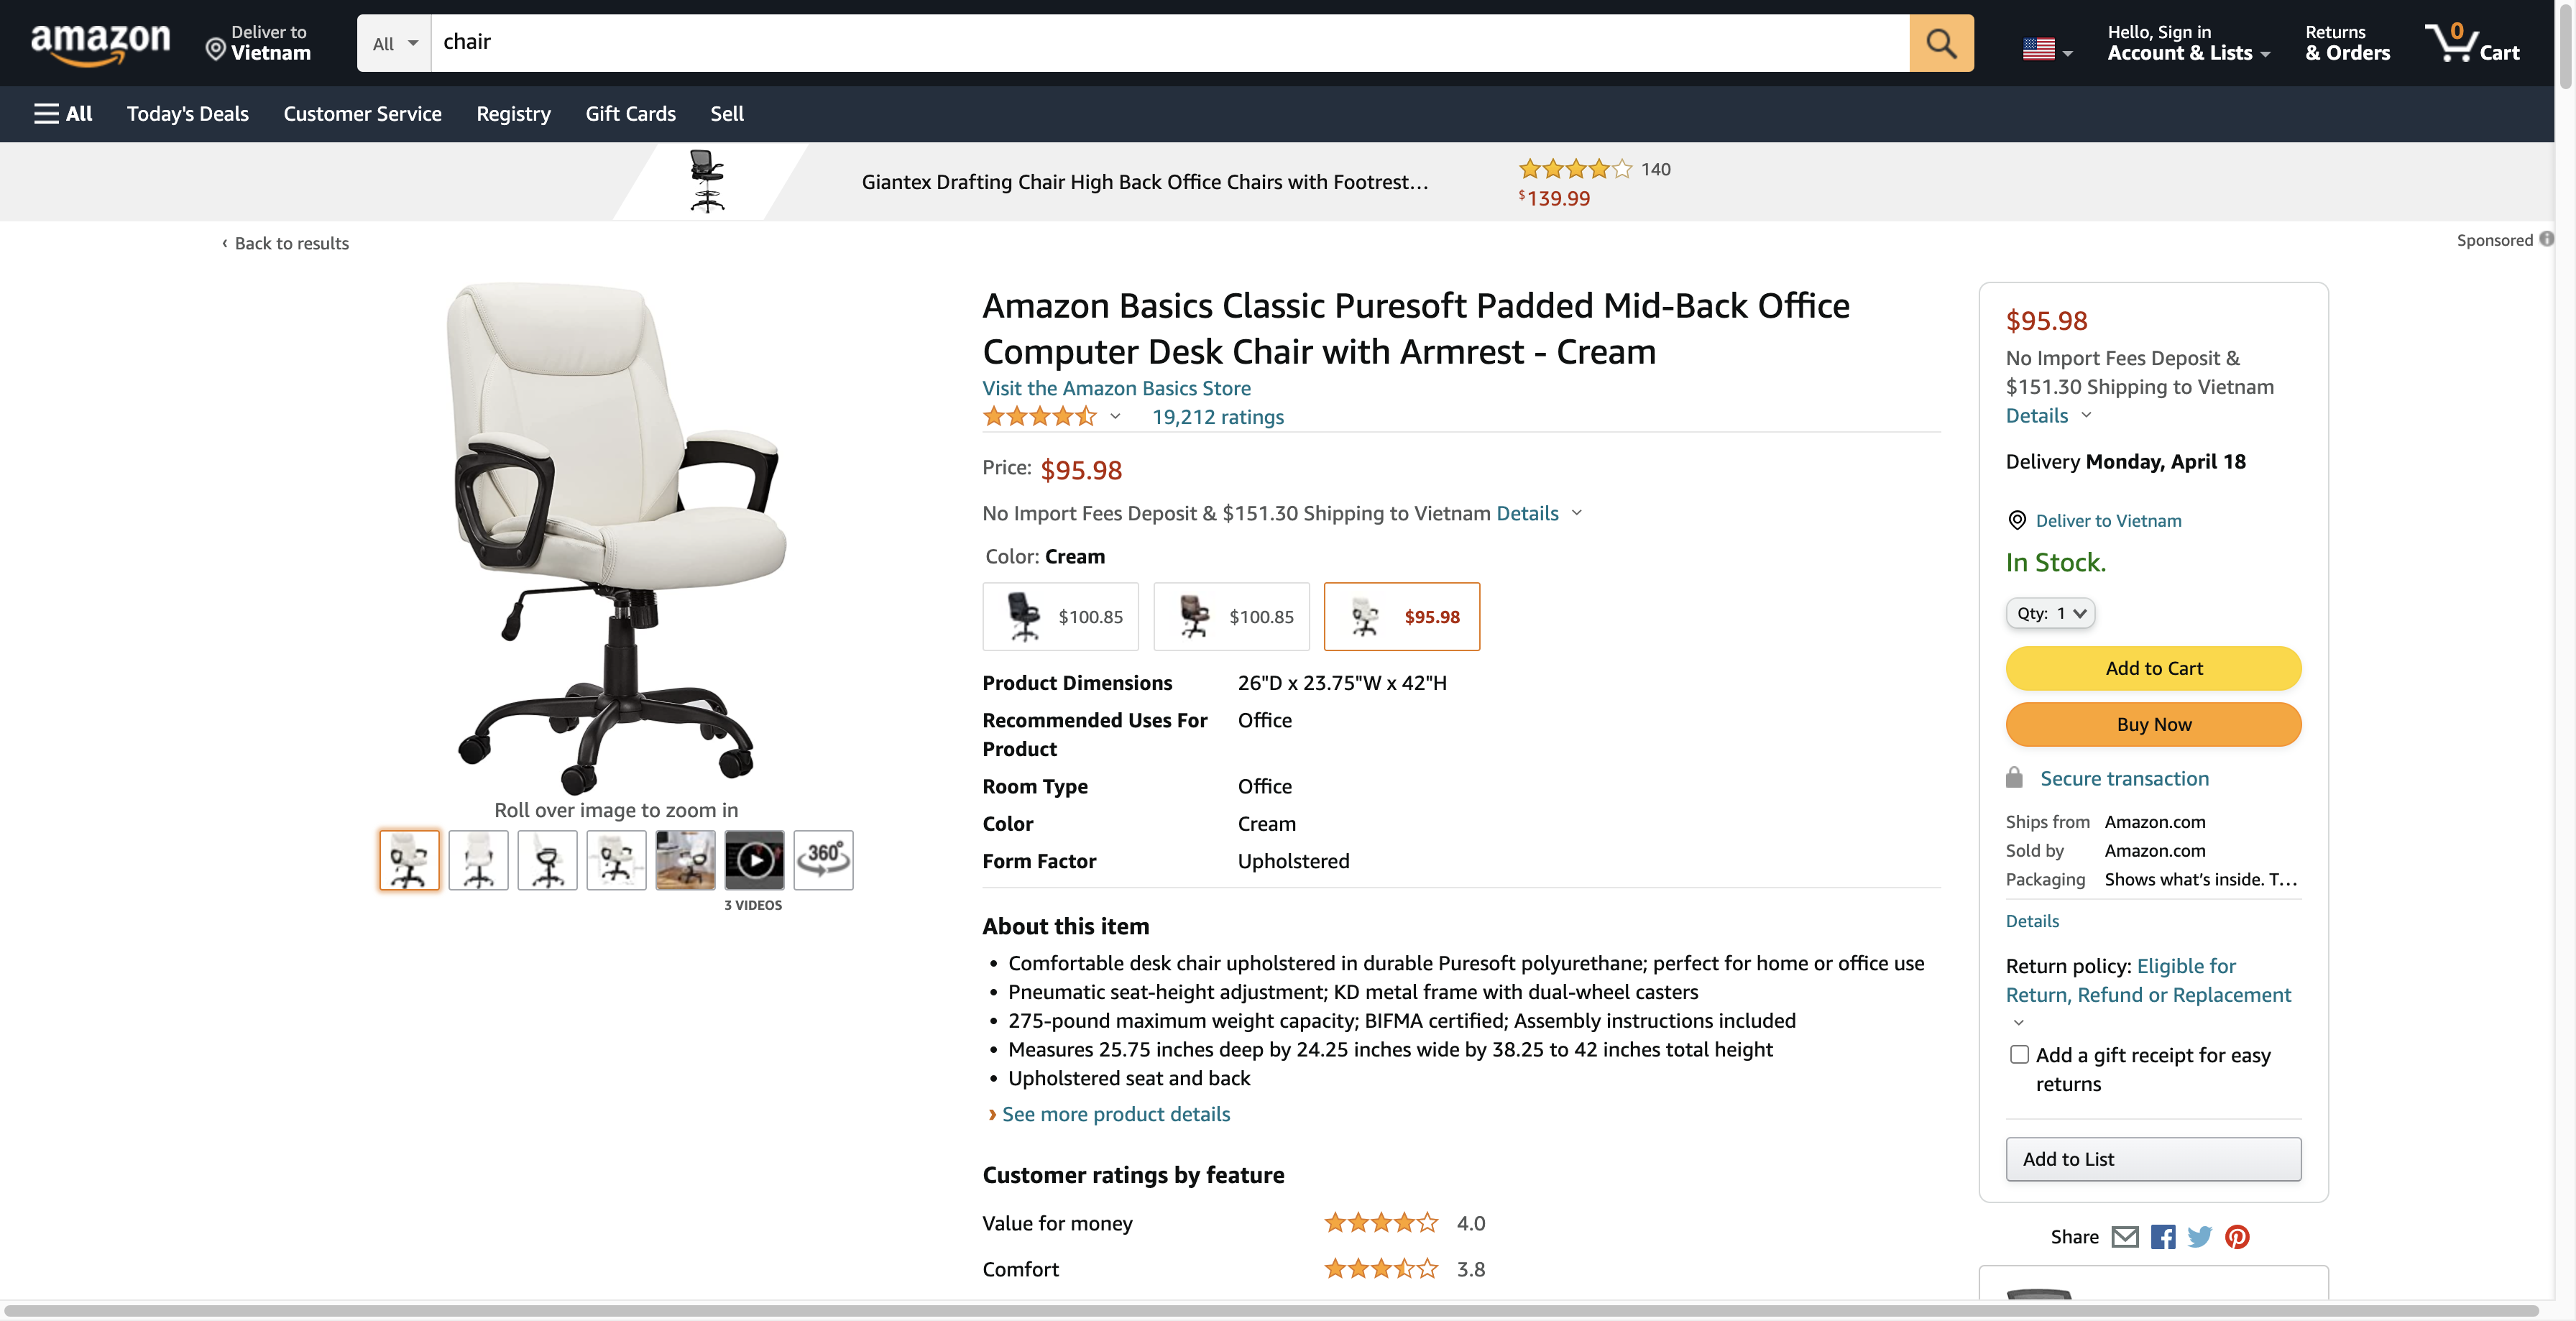 amazon
Deliver to
Vietnam
All
chair
Hello, Sign in
Account & Lists
Returns
& Orders
0
Cart
All
Today's Deals
Customer Service
Registry
Gift Cards
Sell
Giantex Drafting Chair High Back Office Chairs with Footrest...
140
$139.99
‹ Back to results
Sponsored
Roll over image to zoom in
360°
3 VIDEOS
Amazon Basics Classic Puresoft Padded Mid-Back Office
Computer Desk Chair with Armrest - Cream
Visit the Amazon Basics Store
19,212 ratings
Price: $95.98
No Import Fees Deposit & $151.30 Shipping to Vietnam Details
Color: Cream
$100.85
$100.85
$95.98
Product Dimensions 26"D x 23.75"W x 42"H
Recommended Uses For Office
Product
Room Type Office
Color Cream
Form Factor Upholstered
About this item
• Comfortable desk chair upholstered in durable Puresoft polyurethane; perfect for home or office use
• Pneumatic seat-height adjustment; KD metal frame with dual-wheel casters
• 275-pound maximum weight capacity; BIFMA certified; Assembly instructions included
• Measures 25.75 inches deep by 24.25 inches wide by 38.25 to 42 inches total height
• Upholstered seat and back
› See more product details
Customer ratings by feature
Value for money 4.0
Comfort 3.8
$95.98
No Import Fees Deposit &
$151.30 Shipping to Vietnam
Details
Delivery Monday, April 18
Deliver to Vietnam
In Stock.
Qty: 1
Add to Cart
Buy Now
Secure transaction
Ships from Amazon.com
Sold by Amazon.com
Packaging Shows what's inside. T...
Details
Return policy: Eligible for
Return, Refund or Replacement
Add a gift receipt for easy
returns
Add to List
Share